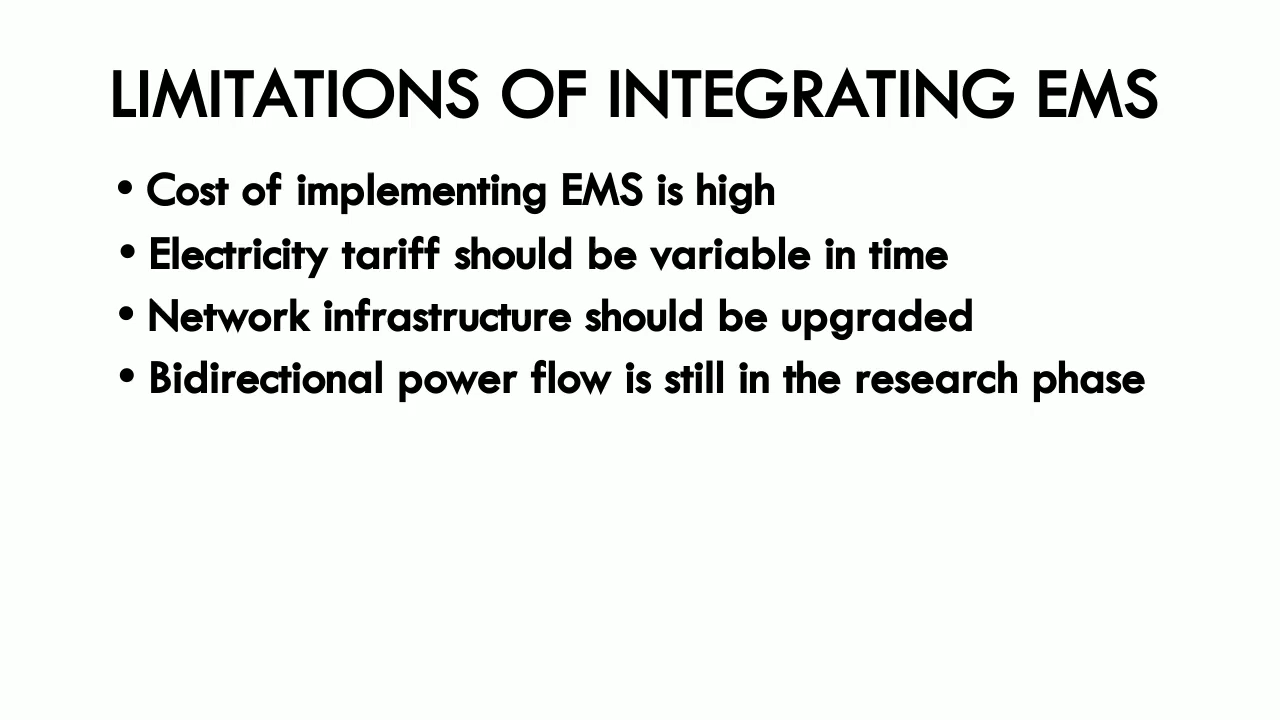 LIMITATIONS OF INTEGRATING EMS
• Cost of implementing EMS is high
• Electricity tariff should be variable in time
• Network infrastructure should be upgraded
• Bidirectional power flow is still in the research phase